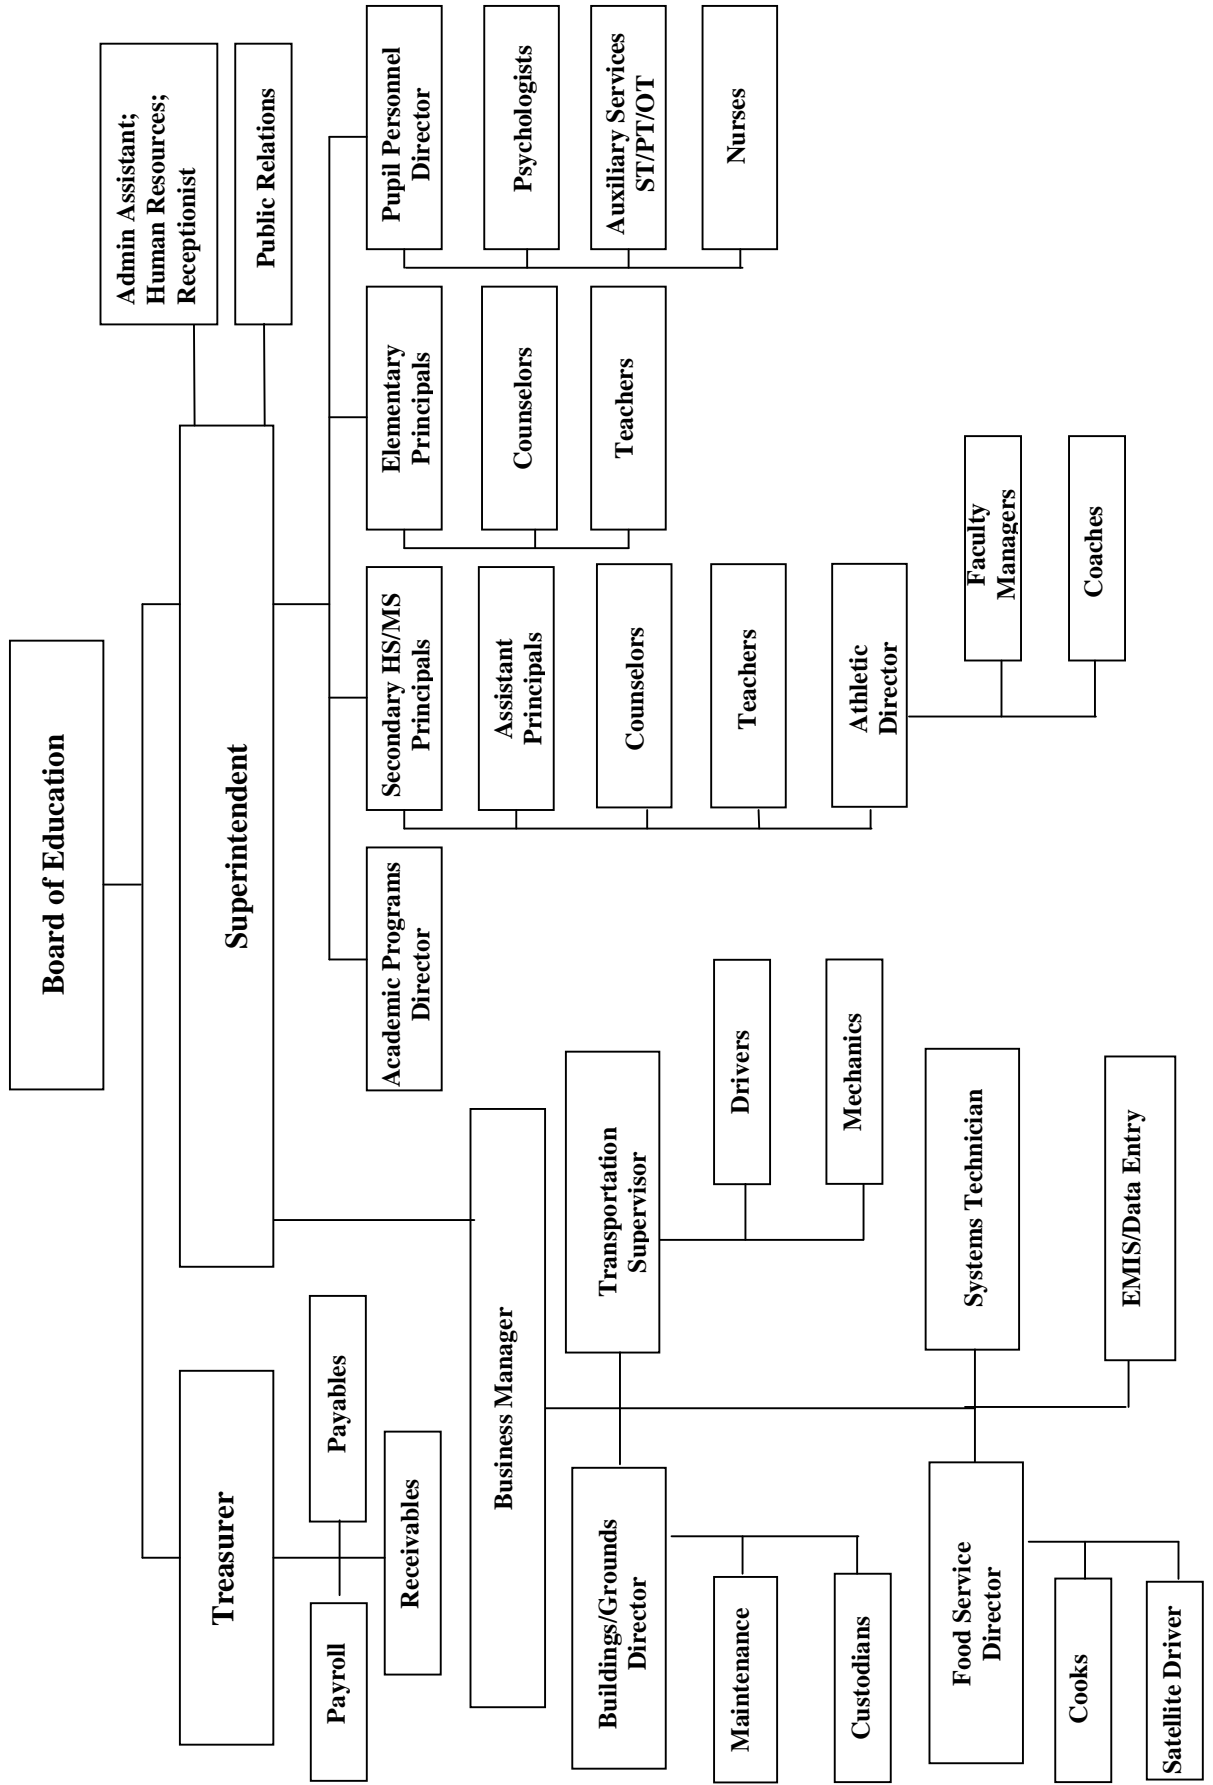 Board of Education
Treasurer
Superintendent
Admin Assistant;
Human Resources;
Receptionist
Public Relations
Payroll
Payables
Receivables
Business Manager
Academic Programs
Director
Secondary HS/MS
Principals
Elementary
Principals
Pupil Personnel
Director
Assistant
Principals
Counselors
Psychologists
Counselors
Teachers
Auxiliary Services
ST/PT/OT
Teachers
Nurses
Athletic
Director
Faculty
Managers
Coaches
Buildings/Grounds
Director
Transportation
Supervisor
Maintenance
Drivers
Custodians
Mechanics
Food Service
Director
Systems Technician
Cooks
EMIS/Data Entry
Satellite Driver